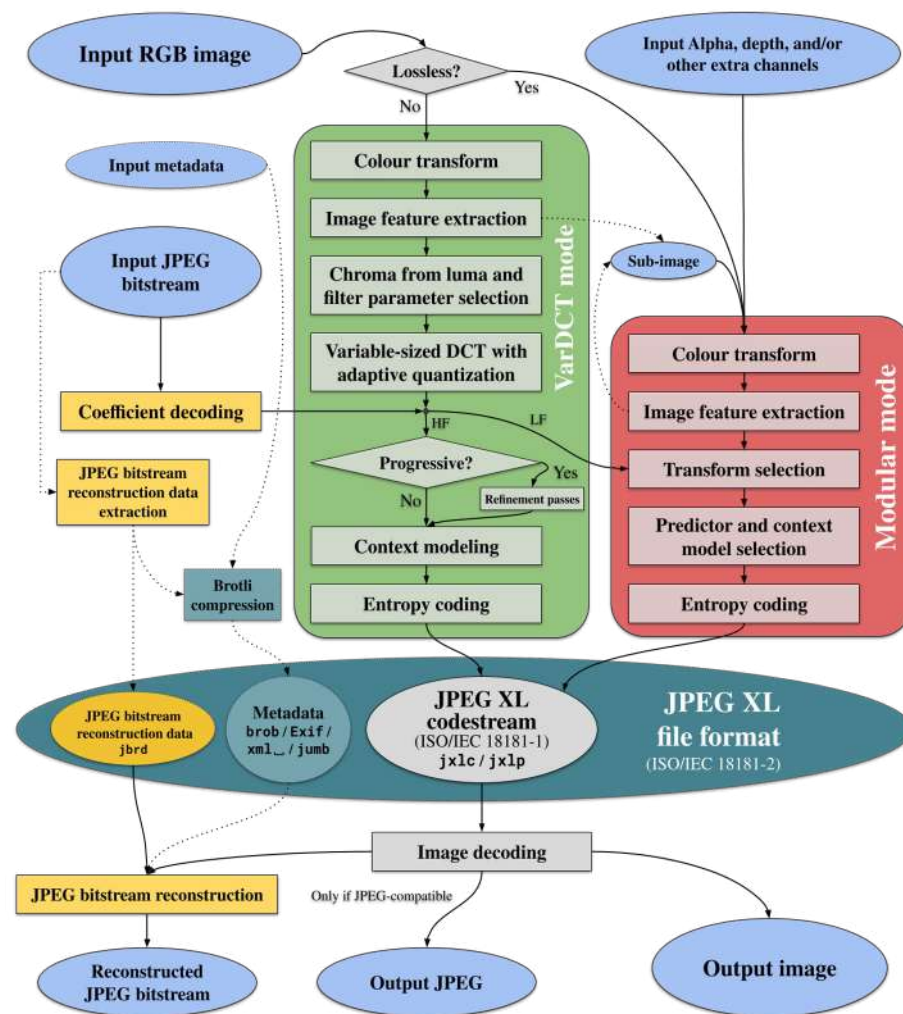 Input RGB image
Lossless?
Yes
No
Input Alpha, depth, and/or
other extra channels
Input metadata
Colour transform
Image feature extraction
Chroma from luma and
filter parameter selection
Variable-sized DCT with
adaptive quantization
VarDCT mode
Sub-image
Input JPEG
bitstream
Coefficient decoding
HF
LF
Progressive?
Yes
No
Refinement passes
Context modeling
Entropy coding
Colour transform
Image feature extraction
Transform selection
Predictor and context
model selection
Entropy coding
Modular mode
JPEG bitstream
reconstruction data
extraction
Brotli
compression
JPEG bitstream
reconstruction data
jbrd
Metadata
brob / Exif /
xml⎵ / jumb
JPEG XL
codestream
(ISO/IEC 18181-1)
jxlc / jxlp
JPEG XL
file format
(ISO/IEC 18181-2)
Image decoding
JPEG bitstream reconstruction
Only if JPEG-compatible
Reconstructed
JPEG bitstream
Output JPEG
Output image